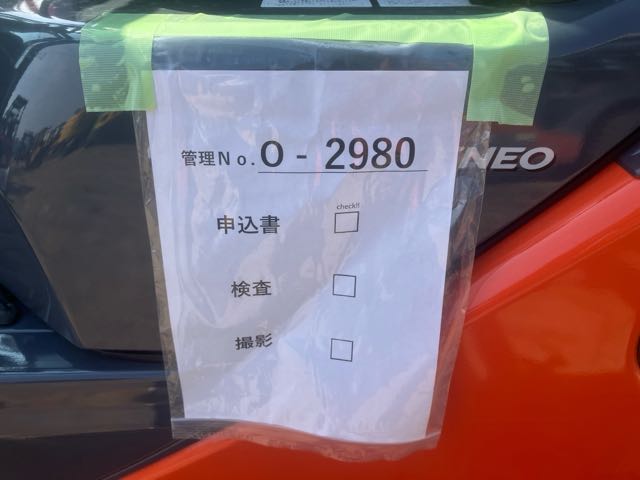 管理No. O - 2980
NEO
check!!
申込書 □
検査 □
撮影 □